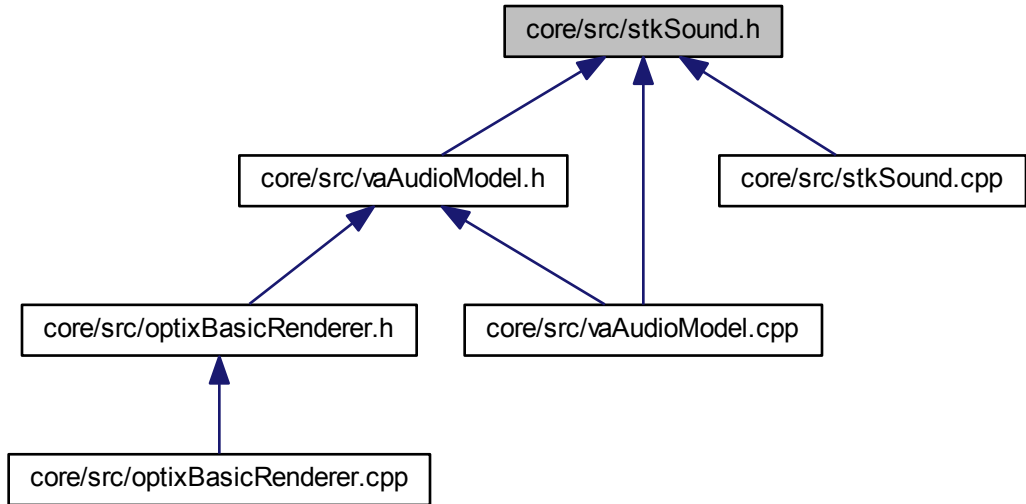 core/src/stkSound.h
core/src/vaAudioModel.h
core/src/stkSound.cpp
core/src/optixBasicRenderer.h
core/src/vaAudioModel.cpp
core/src/optixBasicRenderer.cpp